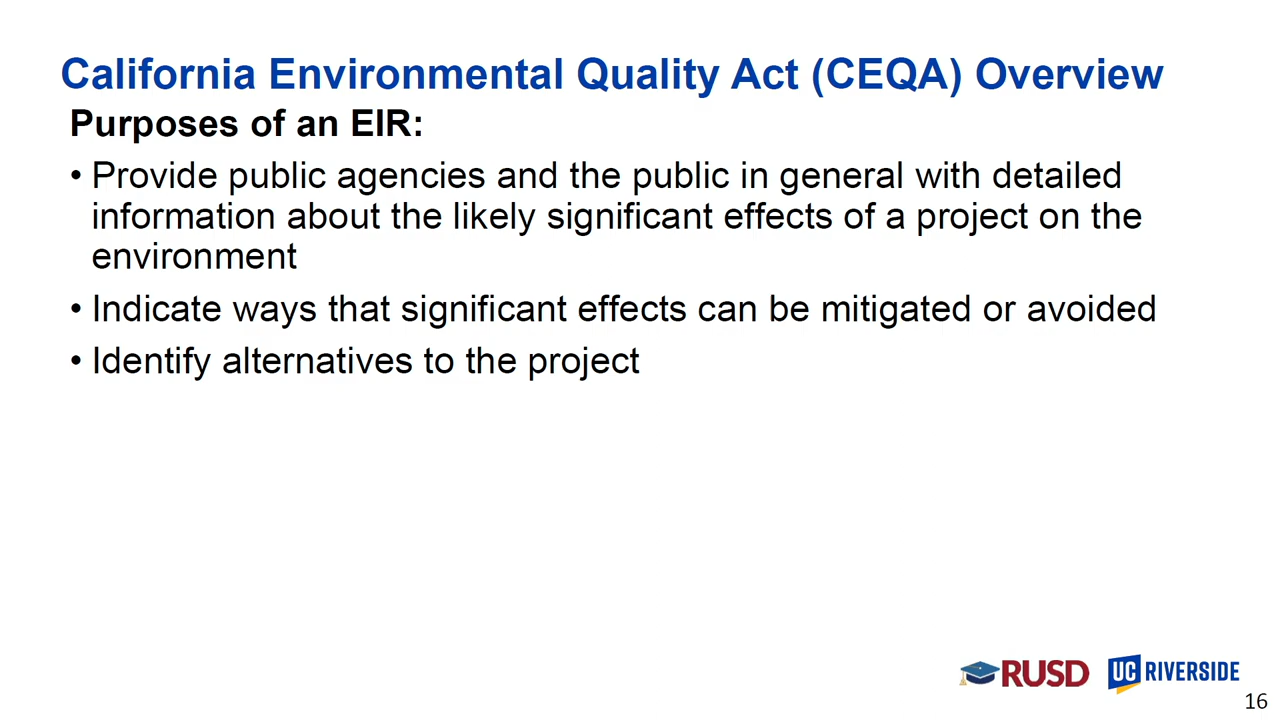 California Environmental Quality Act (CEQA) Overview
Purposes of an EIR:
• Provide public agencies and the public in general with detailed
information about the likely significant effects of a project on the
environment
• Indicate ways that significant effects can be mitigated or avoided
• Identify alternatives to the project
RUSD UC RIVERSIDE
16